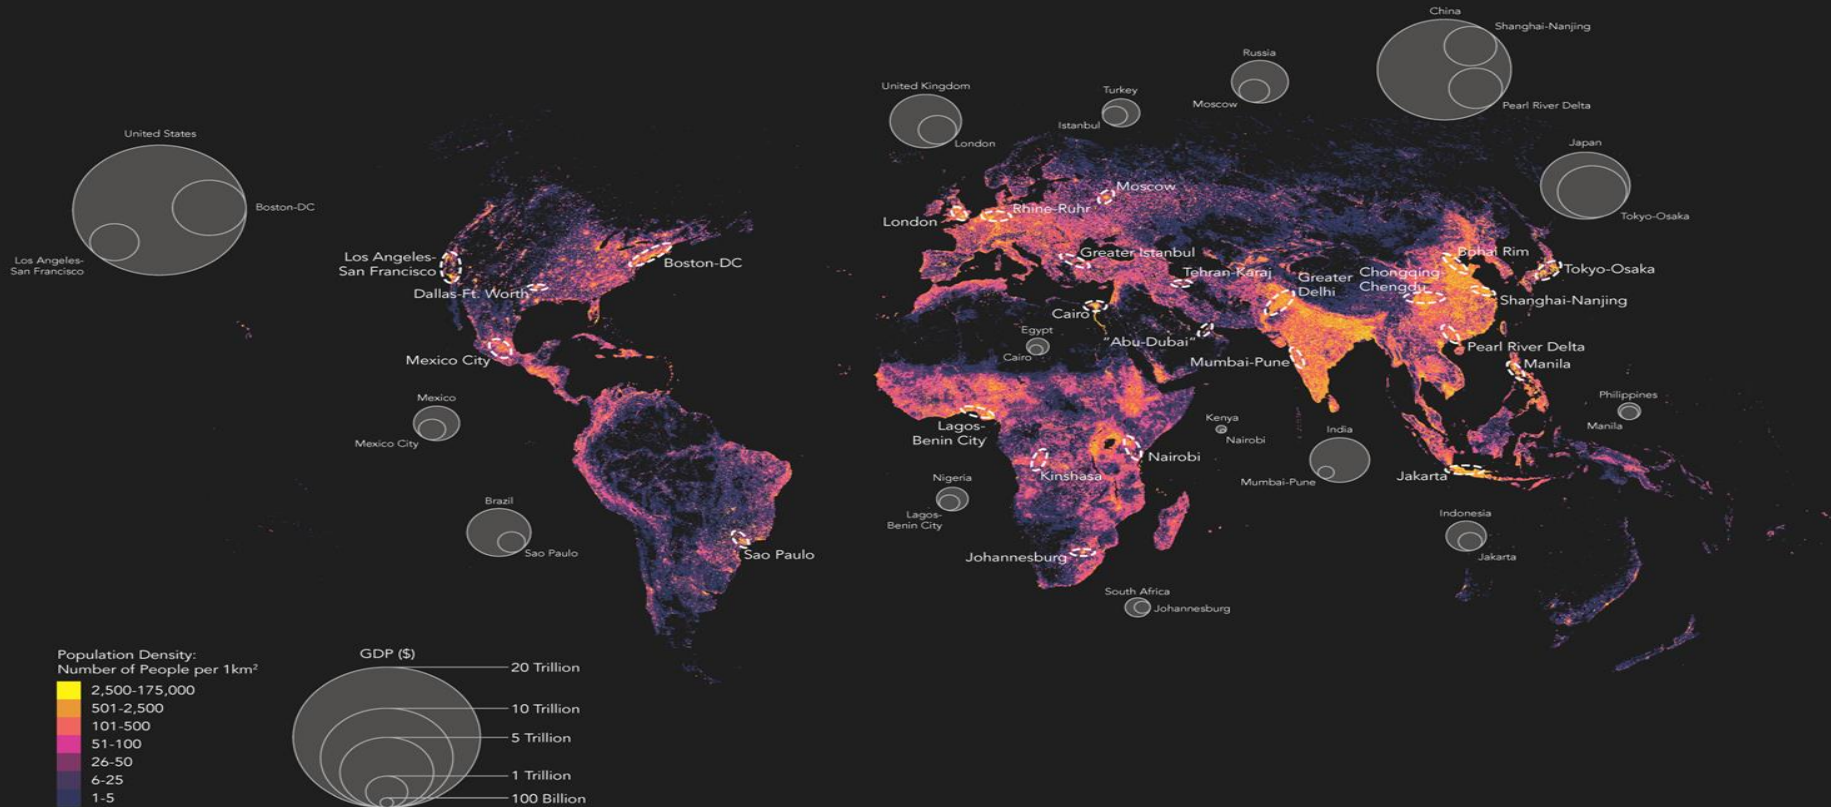 China
Shanghai-Nanjing
Russia
United Kingdom
Turkey
Moscow
Pearl River Delta
Istanbul
United States
London
Japan
Moscow
Boston-DC
London
Rhine-Ruhr
Tokyo-Osaka
Los Angeles-
San Francisco
Los Angeles-
San Francisco
Boston-DC
Greater Istanbul
Bohai Rim
Tehran-Karaj
Greater
Delhi
Chongqing-
Chengdu
Tokyo-Osaka
Dallas-Ft. Worth
Shanghai-Nanjing
Cairo
Egypt
Cairo
"Abu-Dubai"
Pearl River Delta
Mexico City
Mumbai-Pune
Manila
Mexico
Mexico City
Philippines
Manila
Kenya
Nairobi
Lagos-
Benin City
India
Nairobi
Kinshasa
Jakarta
Mumbai-Pune
Nigeria
Lagos-
Benin City
Brazil
Sao Paulo
Sao Paulo
Indonesia
Jakarta
Johannesburg
South Africa
Johannesburg
Population Density:
Number of People per 1km²
2,500-175,000
501-2,500
101-500
51-100
26-50
6-25
1-5
GDP ($)
20 Trillion
10 Trillion
5 Trillion
1 Trillion
100 Billion